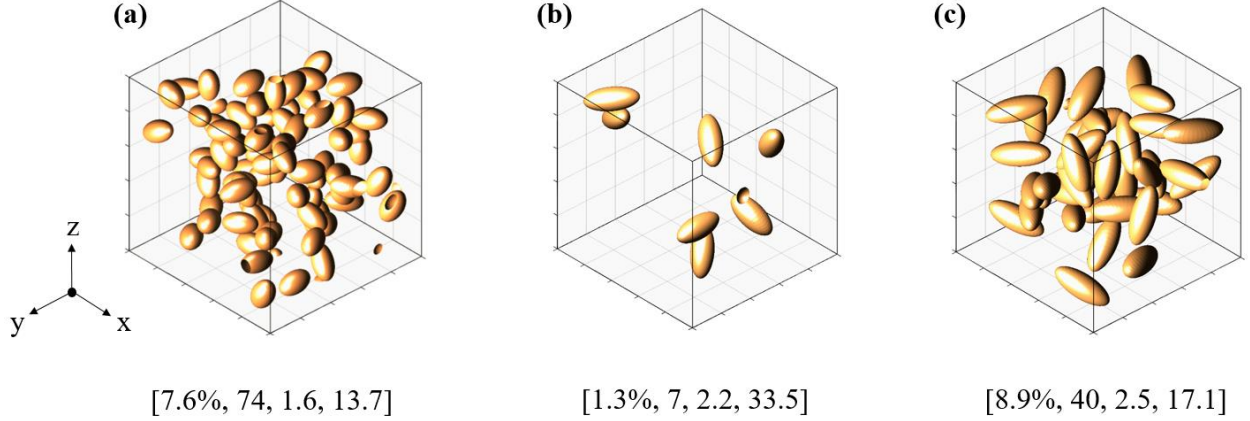 (a)
(b)
(c)
z
y
x
[7.6%, 74, 1.6, 13.7]
[1.3%, 7, 2.2, 33.5]
[8.9%, 40, 2.5, 17.1]